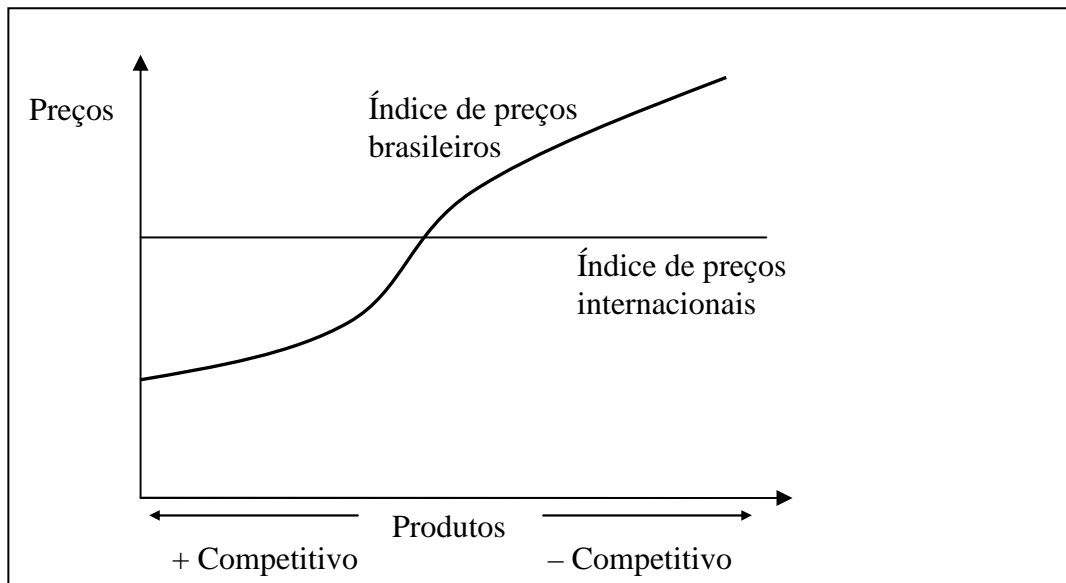 Preços
Índice de preços
brasileiros
Índice de preços
internacionais
Produtos
+ Competitivo
– Competitivo